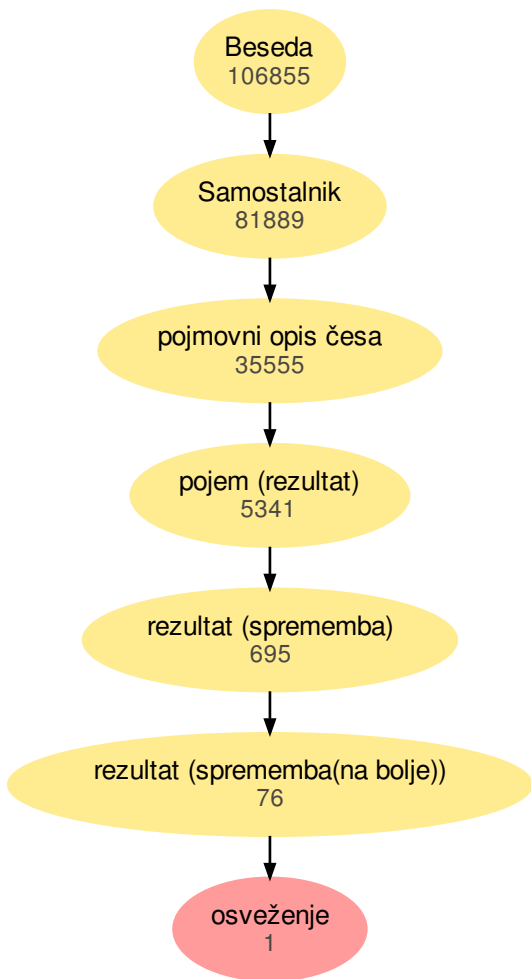 Beseda
106855
Samostalnik
81889
pojmovni opis česa
35555
pojem (rezultat)
5341
rezultat (sprememba)
695
rezultat (sprememba(na bolje))
76
osveženje
1